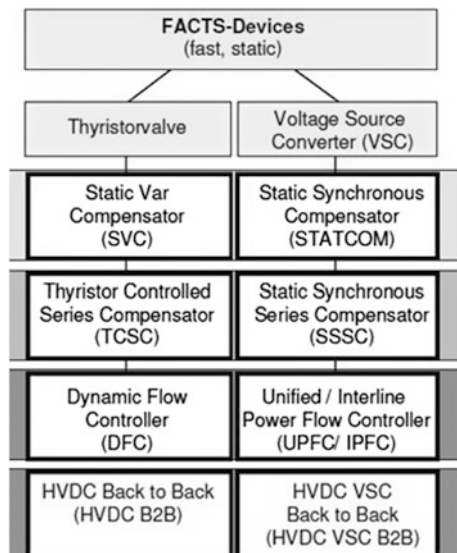 FACTS-Devices
(fast, static)
Thyristorvalve
Voltage Source
Converter (VSC)
Static Var
Compensator
(SVC)
Static Synchronous
Compensator
(STATCOM)
Thyristor Controlled
Series Compensator
(TCSC)
Static Synchronous
Series Compensator
(SSSC)
Dynamic Flow
Controller
(DFC)
Unified / Interline
Power Flow Controller
(UPFC/ IPFC)
HVDC Back to Back
(HVDC B2B)
HVDC VSC
Back to Back
(HVDC VSC B2B)